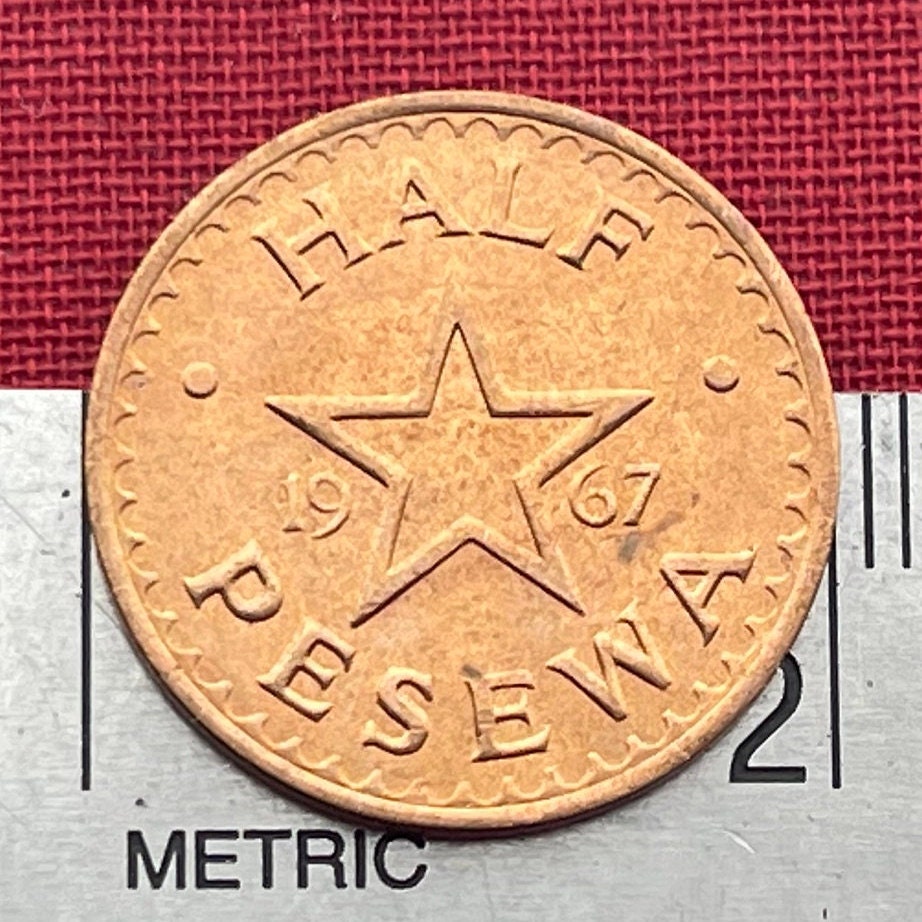 HALF
19 67
PESEWA
2
METRIC